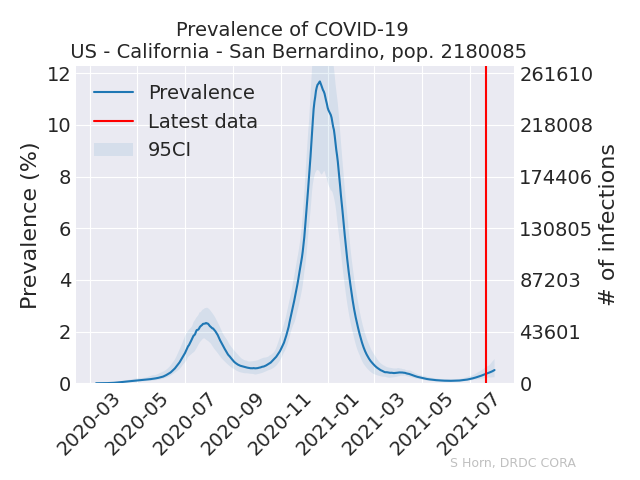 Prevalence of COVID-19
US - California - San Bernardino, pop. 2180085
Prevalence
Latest data
95CI
Prevalence (%)
12
10
8
6
4
2
0
261610
218008
174406
130805
87203
43601
0
# of infections
2020-03
2020-05
2020-07
2020-09
2020-11
2021-01
2021-03
2021-05
2021-07
S Horn, DRDC CORA